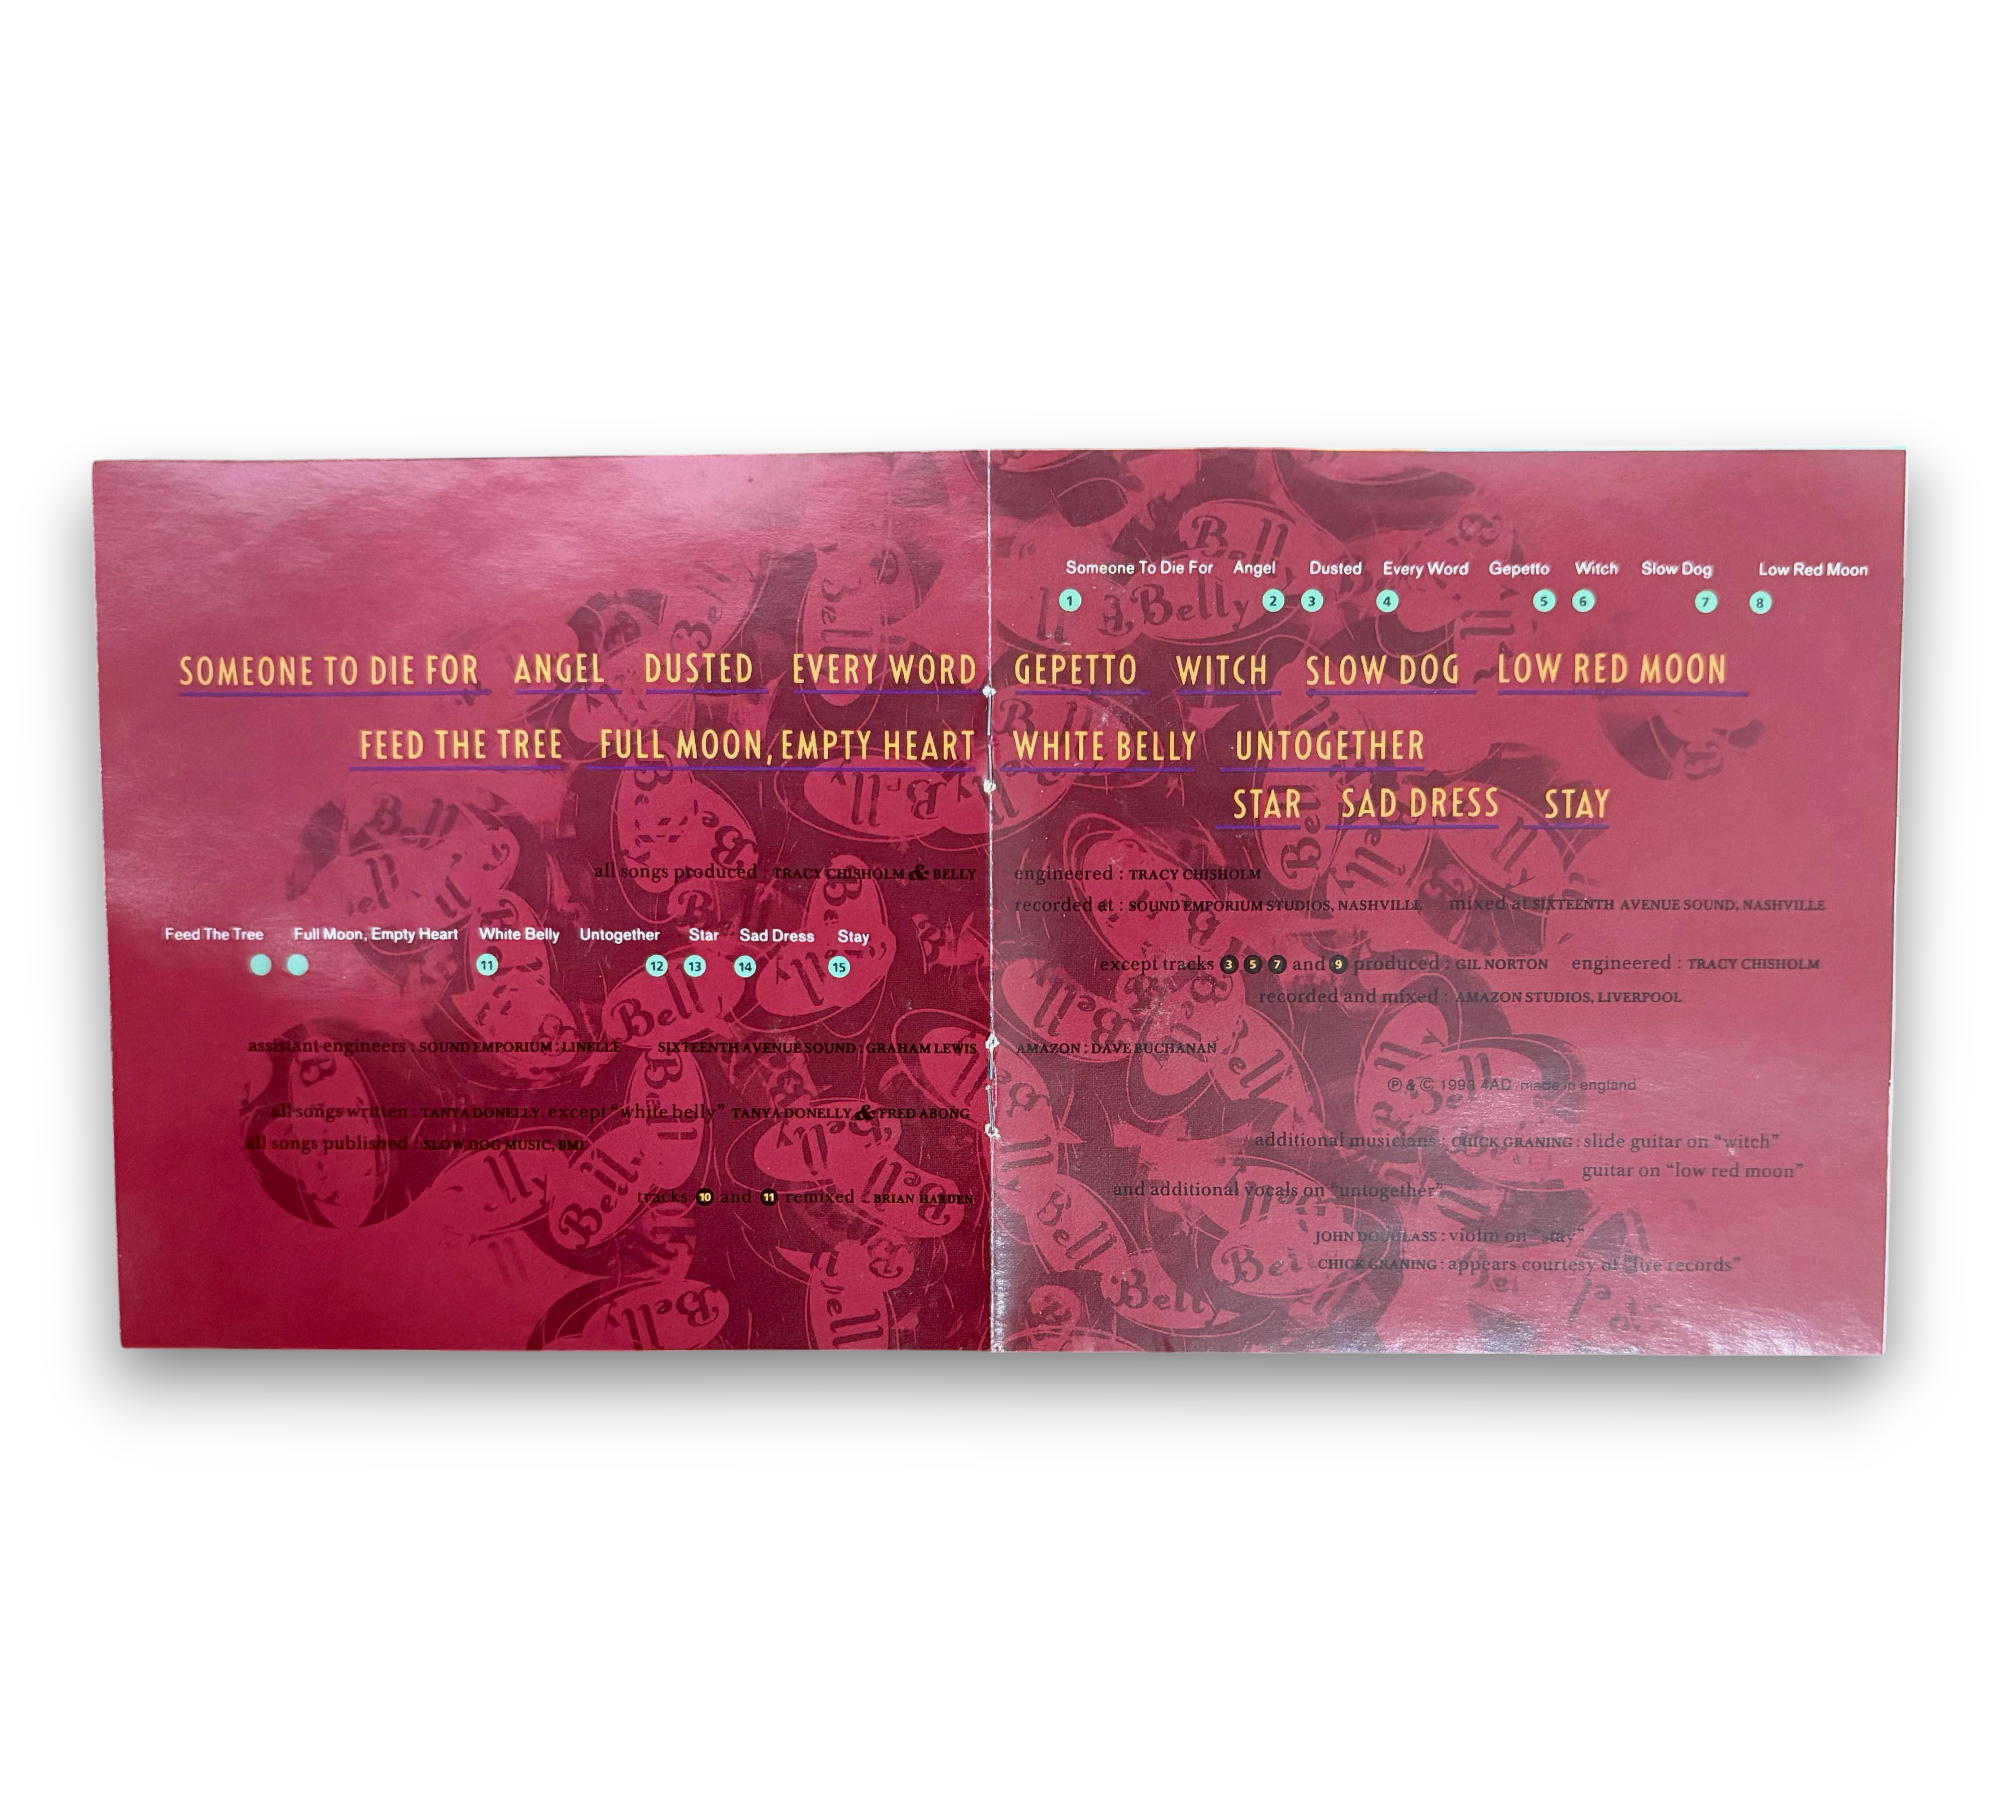 Someone To Die For Angel Dusted Every Word Gepetto Witch Slow Dog Low Red Moon
1 2 3 4 5 6 7 8
SOMEONE TO DIE FOR ANGEL DUSTED EVERY WORD GEPETTO WITCH SLOW DOG LOW RED MOON
FEED THE TREE FULL MOON, EMPTY HEART WHITE BELLY UNTOGETHER
STAR SAD DRESS STAY
all songs produced : TRACY CHISHOLM & BELLY engineered : TRACY CHISHOLM
recorded at : SOUND EMPORIUM STUDIOS, NASHVILLE mixed at SIXTEENTH AVENUE SOUND, NASHVILLE
Feed The Tree Full Moon, Empty Heart White Belly Untogether Star Sad Dress Stay
11 12 13 14 15
except tracks 3 5 7 and 9 produced : GIL NORTON engineered : TRACY CHISHOLM
recorded and mixed : AMAZON STUDIOS, LIVERPOOL
assistant engineers : SOUND EMPORIUM : LINELLE SIXTEENTH AVENUE SOUND : GRAHAM LEWIS AMAZON : DAVE BUCHANAN
℗ & © 1993 4AD made in england
all songs written : TANYA DONELLY except "white belly" TANYA DONELLY & FRED ABONG
all songs published : SLOW DOG MUSIC, BMI
additional musicians : CHICK GRANING : slide guitar on "witch"
guitar on "low red moon"
and additional vocals on "untogether"
tracks 10 and 11 remixed : BRIAN HARDEN
JOHN DOUGLASS : violin on "stay"
CHICK GRANING : appears courtesy of "fire records"
Belly
Belly
Belly
Belly
Belly
Belly